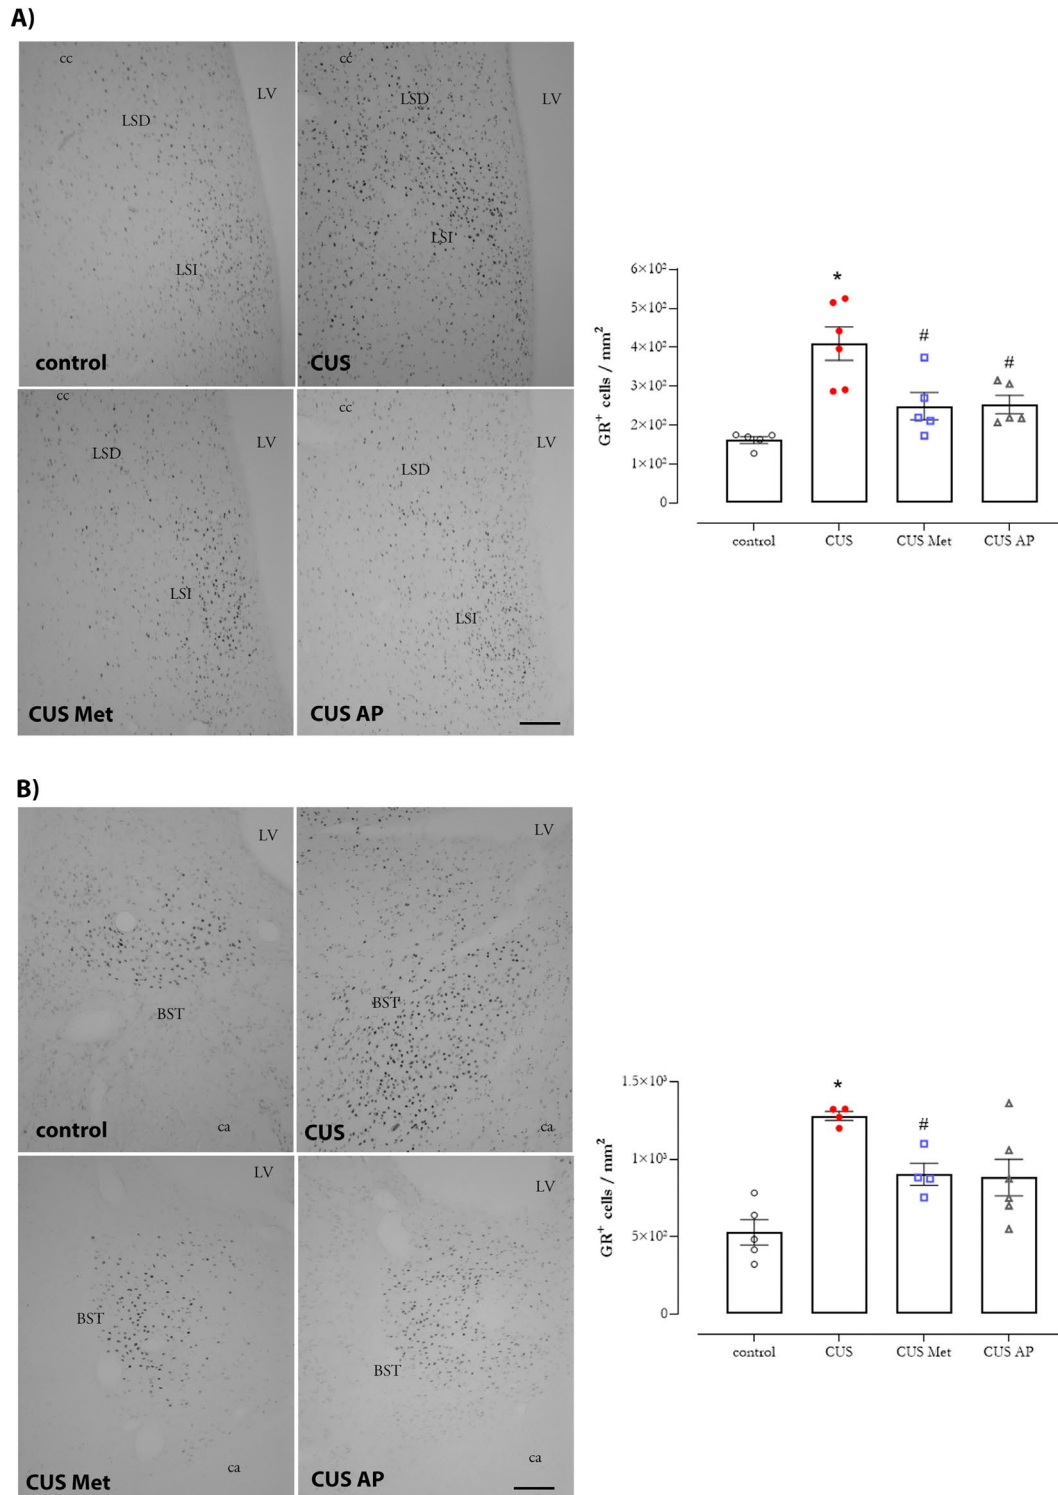 A)
cc
LSD
LV
LSI
control
cc
LSD
LV
LSI
CUS
cc
LSD
LV
LSI
CUS Met
cc
LSD
LV
LSI
CUS AP
GR⁺ cells / mm²
6×10²
5×10²
4×10²
3×10²
2×10²
1×10²
0
*
#
#
control CUS CUS Met CUS AP
B)
LV
BST
ca
control
LV
BST
ca
CUS
LV
BST
ca
CUS Met
LV
BST
ca
CUS AP
GR⁺ cells / mm²
1.5×10³
1×10³
5×10²
0
*
#
control CUS CUS Met CUS AP